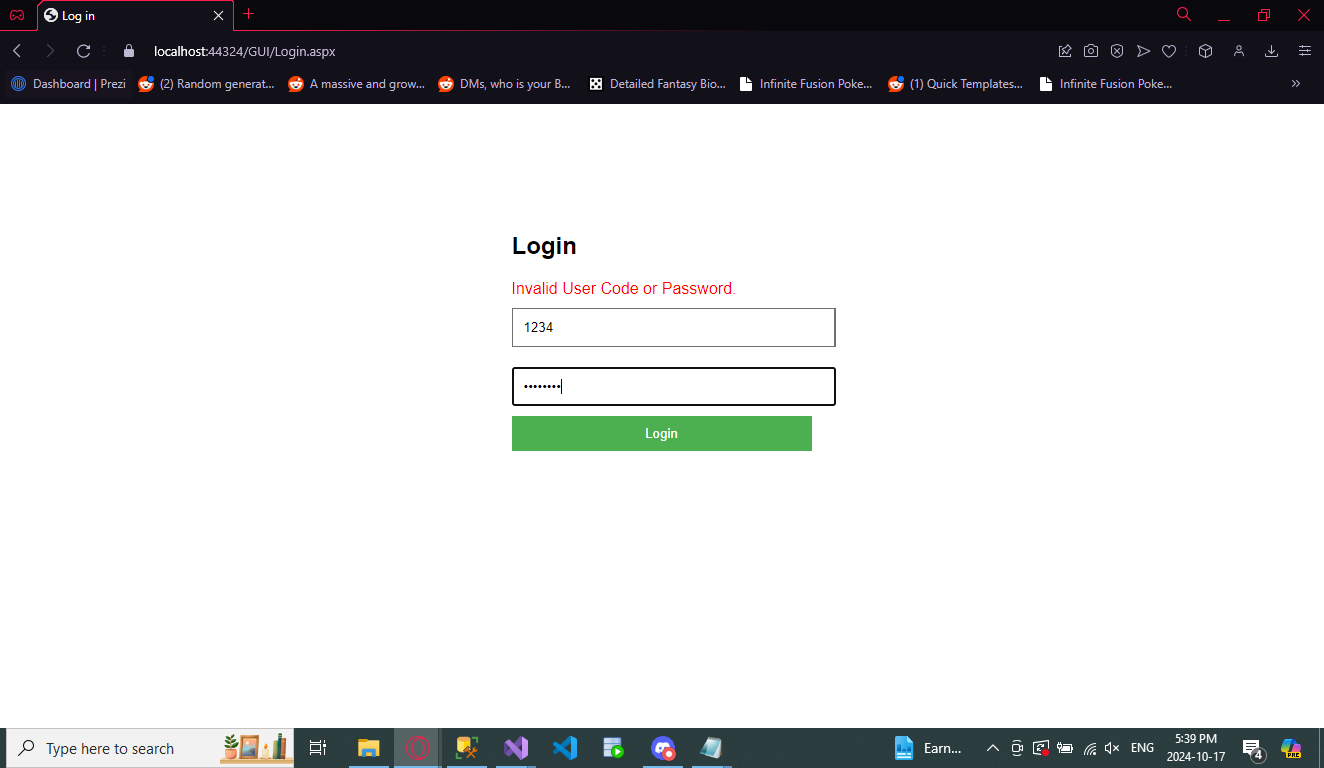 Log in
localhost:44324/GUI/Login.aspx
Dashboard | Prezi
(2) Random generat...
A massive and grow...
DMs, who is your B...
Detailed Fantasy Bio...
Infinite Fusion Poke...
(1) Quick Templates...
Infinite Fusion Poke...
Login
Invalid User Code or Password.
1234
••••••••
Login
Type here to search
Earn...
ENG
5:39 PM
2024-10-17
4
PRE